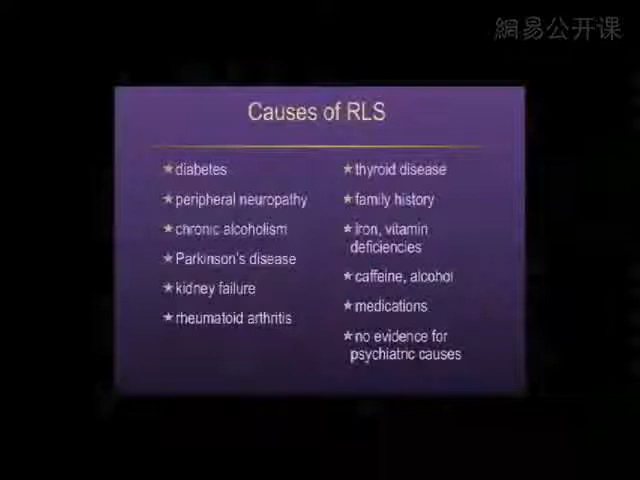 網易公开课
Causes of RLS
★diabetes
★peripheral neuropathy
★chronic alcoholism
★Parkinson's disease
★kidney failure
★rheumatoid arthritis
★thyroid disease
★family history
★iron, vitamin
deficiencies
★caffeine, alcohol
★medications
★no evidence for
psychiatric causes